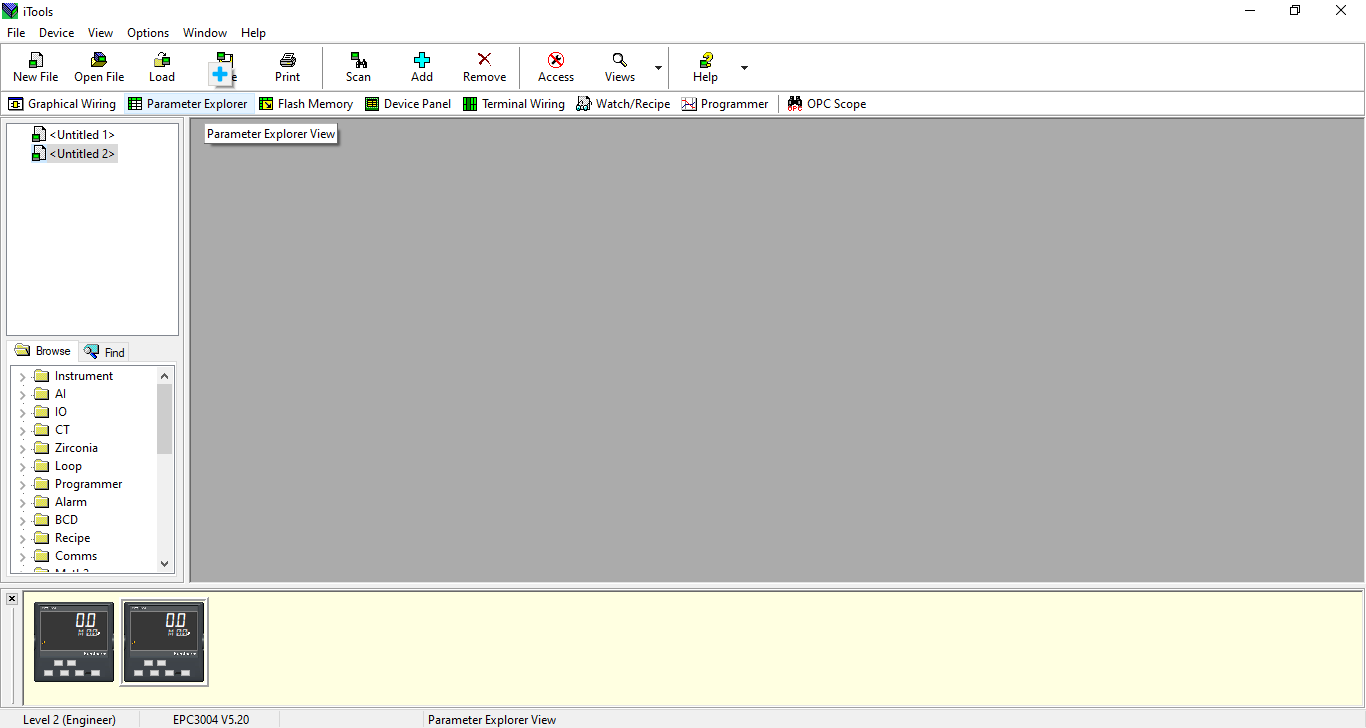 iTools
File Device View Options Window Help
New File Open File Load Print Scan Add Remove Access Views Help
Graphical Wiring Parameter Explorer Flash Memory Device Panel Terminal Wiring Watch/Recipe Programmer OPC Scope
<Untitled 1>
Parameter Explorer View
<Untitled 2>
Browse Find
Instrument
AI
IO
CT
Zirconia
Loop
Programmer
Alarm
BCD
Recipe
Comms
0.0 0.0
0.0 0.0
Level 2 (Engineer) EPC3004 V5.20 Parameter Explorer View